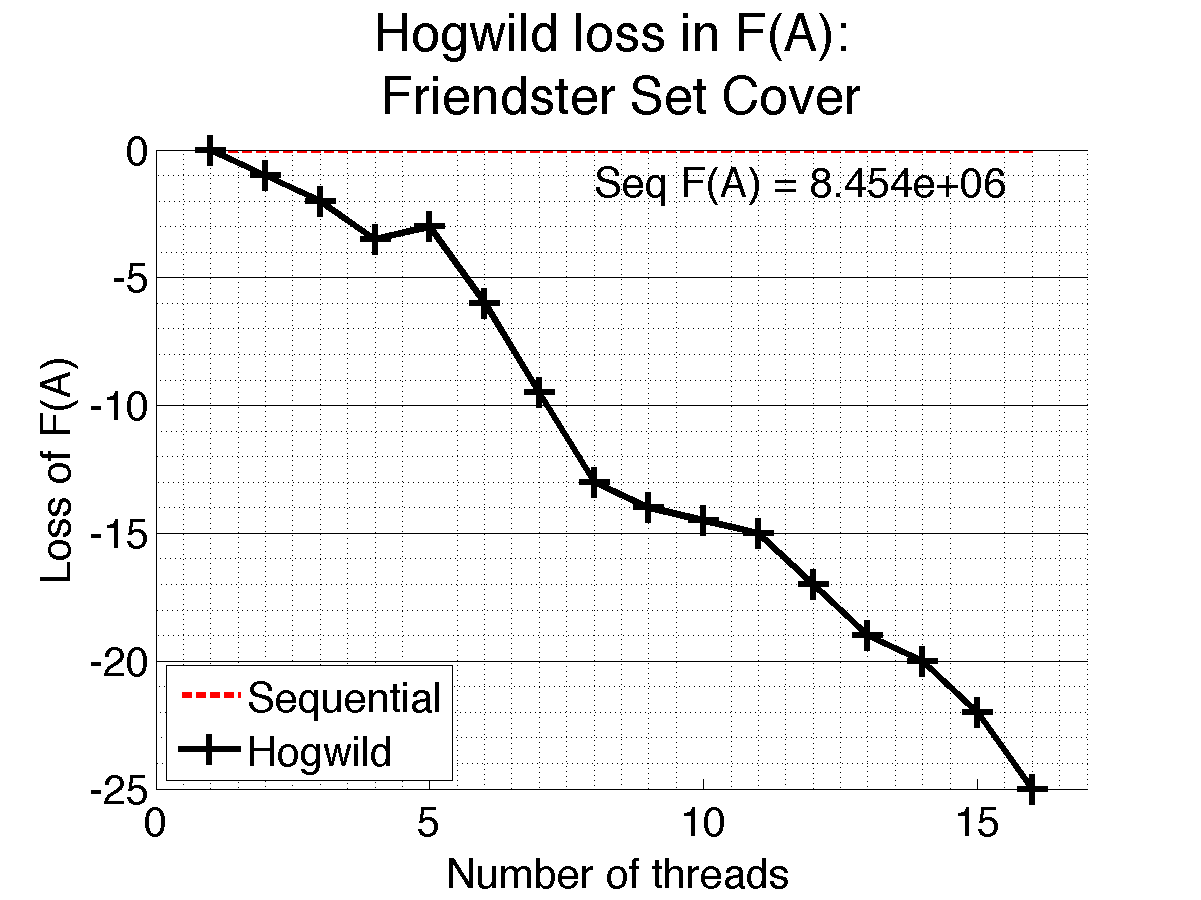 Hogwild loss in F(A):
Friendster Set Cover
0
Seq F(A) = 8.454e+06
-5
-10
-15
-20
-25
Loss of F(A)
Sequential
Hogwild
0 5 10 15
Number of threads